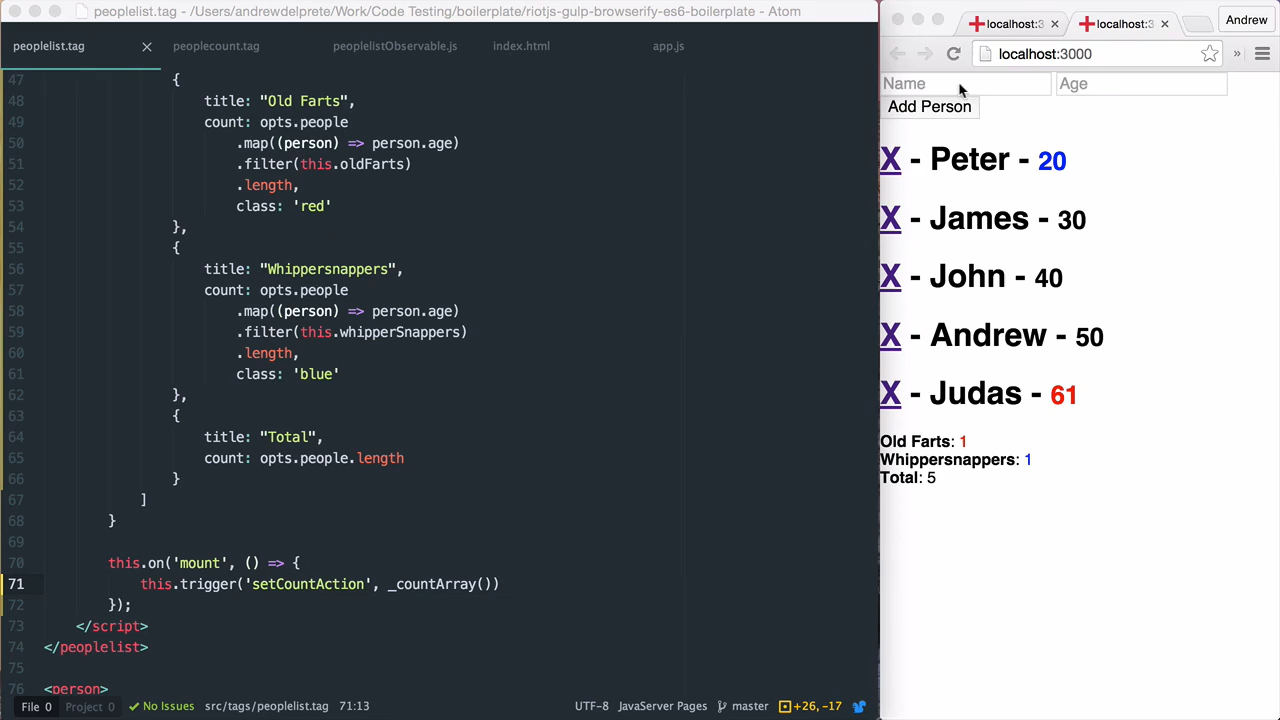 peoplelist.tag - /Users/andrewdelprete/Work/Code Testing/boilerplate/riotjs-gulp-browserify-es6-boilerplate - Atom
peoplelist.tag
peoplecount.tag
peoplelistObservable.js
index.html
app.js
47 {
48 title: "Old Farts",
49 count: opts.people
50 .map((person) => person.age)
51 .filter(this.oldFarts)
52 .length,
53 class: 'red'
54 },
55 {
56 title: "Whippersnappers",
57 count: opts.people
58 .map((person) => person.age)
59 .filter(this.whipperSnappers)
60 .length,
61 class: 'blue'
62 },
63 {
64 title: "Total",
65 count: opts.people.length
66 }
67 ]
68 }
69
70 this.on('mount', () => {
71 this.trigger('setCountAction', _countArray())
72 });
73 </script>
74 </peoplelist>
75
76 <person>
File 0 Project 0 No Issues src/tags/peoplelist.tag 71:13 UTF-8 JavaServer Pages master +26, -17
localhost:3 localhost:3 Andrew
localhost:3000
Name Age
Add Person
X - Peter - 20
X - James - 30
X - John - 40
X - Andrew - 50
X - Judas - 61
Old Farts: 1
Whippersnappers: 1
Total: 5